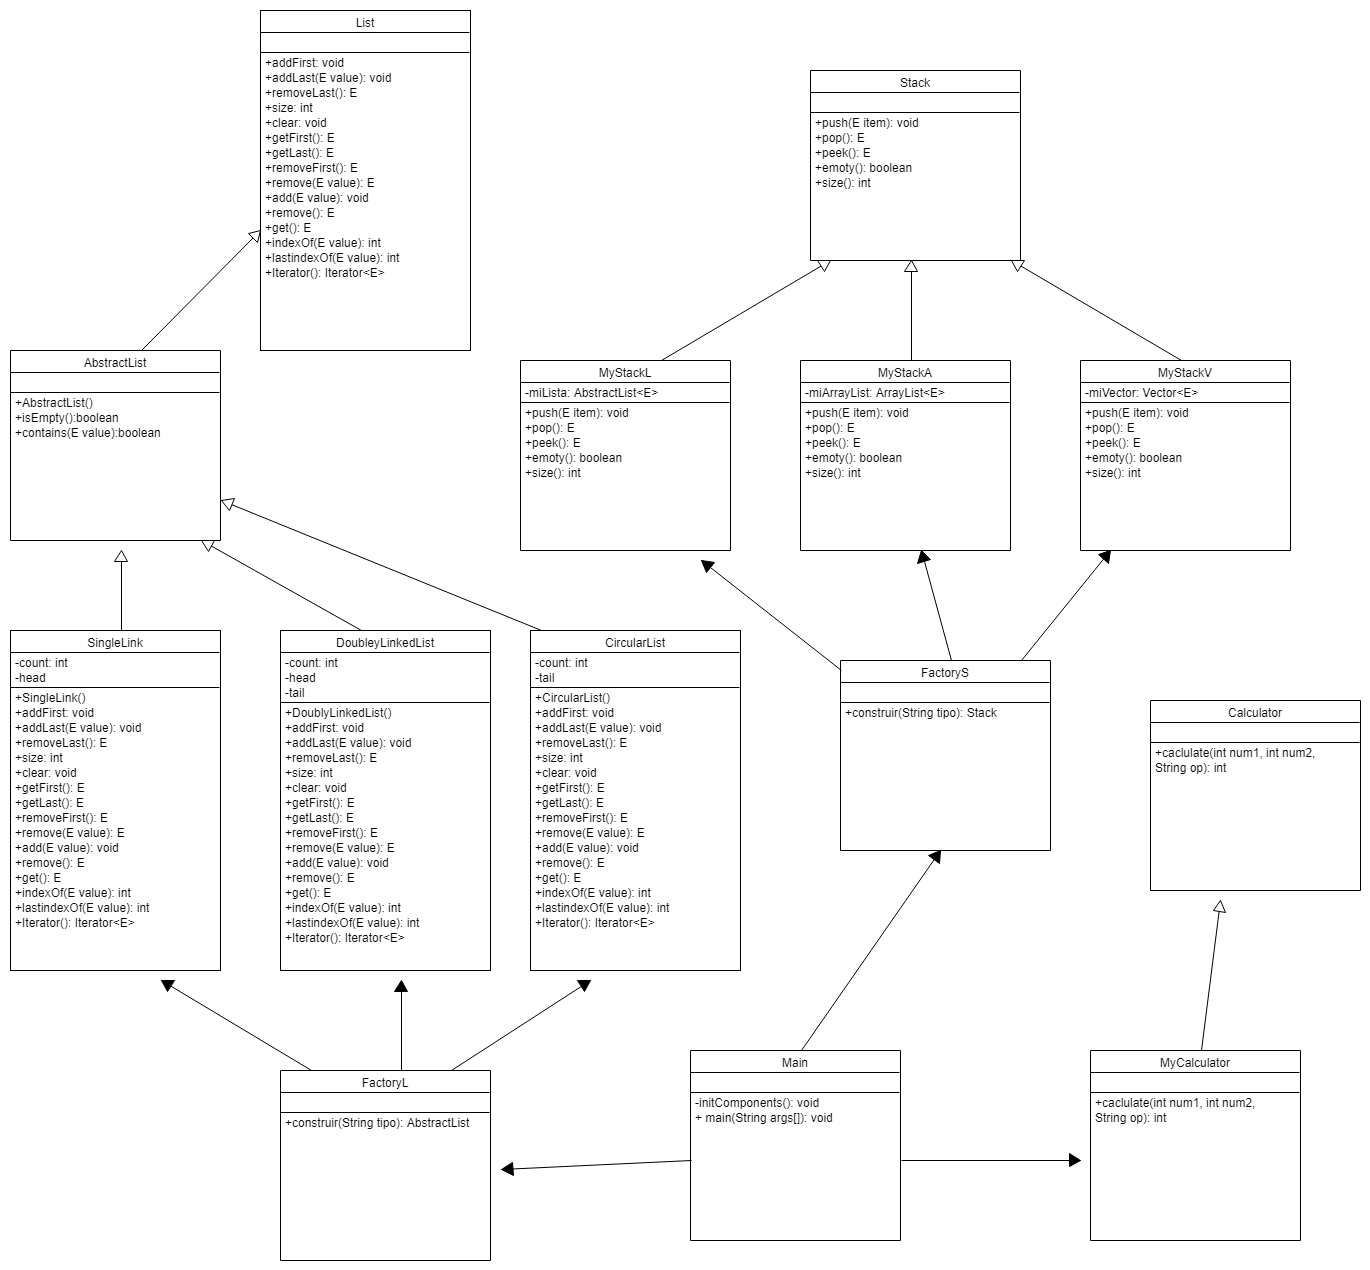 List
+addFirst: void
+addLast(E value): void
+removeLast(): E
+size: int
+clear: void
+getFirst(): E
+getLast(): E
+removeFirst(): E
+remove(E value): E
+add(E value): void
+remove(): E
+get(): E
+indexOf(E value): int
+lastindexOf(E value): int
+Iterator(): Iterator<E>
Stack
+push(E item): void
+pop(): E
+peek(): E
+emoty(): boolean
+size(): int
AbstractList
+AbstractList()
+isEmpty():boolean
+contains(E value):boolean
MyStackL
-miLista: AbstractList<E>
+push(E item): void
+pop(): E
+peek(): E
+emoty(): boolean
+size(): int
MyStackA
-miArrayList: ArrayList<E>
+push(E item): void
+pop(): E
+peek(): E
+emoty(): boolean
+size(): int
MyStackV
-miVector: Vector<E>
+push(E item): void
+pop(): E
+peek(): E
+emoty(): boolean
+size(): int
SingleLink
-count: int
-head
+SingleLink()
+addFirst: void
+addLast(E value): void
+removeLast(): E
+size: int
+clear: void
+getFirst(): E
+getLast(): E
+removeFirst(): E
+remove(E value): E
+add(E value): void
+remove(): E
+get(): E
+indexOf(E value): int
+lastindexOf(E value): int
+Iterator(): Iterator<E>
DoubleyLinkedList
-count: int
-head
-tail
+DoublyLinkedList()
+addFirst: void
+addLast(E value): void
+removeLast(): E
+size: int
+clear: void
+getFirst(): E
+getLast(): E
+removeFirst(): E
+remove(E value): E
+add(E value): void
+remove(): E
+get(): E
+indexOf(E value): int
+lastindexOf(E value): int
+Iterator(): Iterator<E>
CircularList
-count: int
-tail
+CircularList()
+addFirst: void
+addLast(E value): void
+removeLast(): E
+size: int
+clear: void
+getFirst(): E
+getLast(): E
+removeFirst(): E
+remove(E value): E
+add(E value): void
+remove(): E
+get(): E
+indexOf(E value): int
+lastindexOf(E value): int
+Iterator(): Iterator<E>
FactoryS
+construir(String tipo): Stack
Calculator
+caclulate(int num1, int num2,
String op): int
FactoryL
+construir(String tipo): AbstractList
Main
-initComponents(): void
+ main(String args[]): void
MyCalculator
+caclulate(int num1, int num2,
String op): int